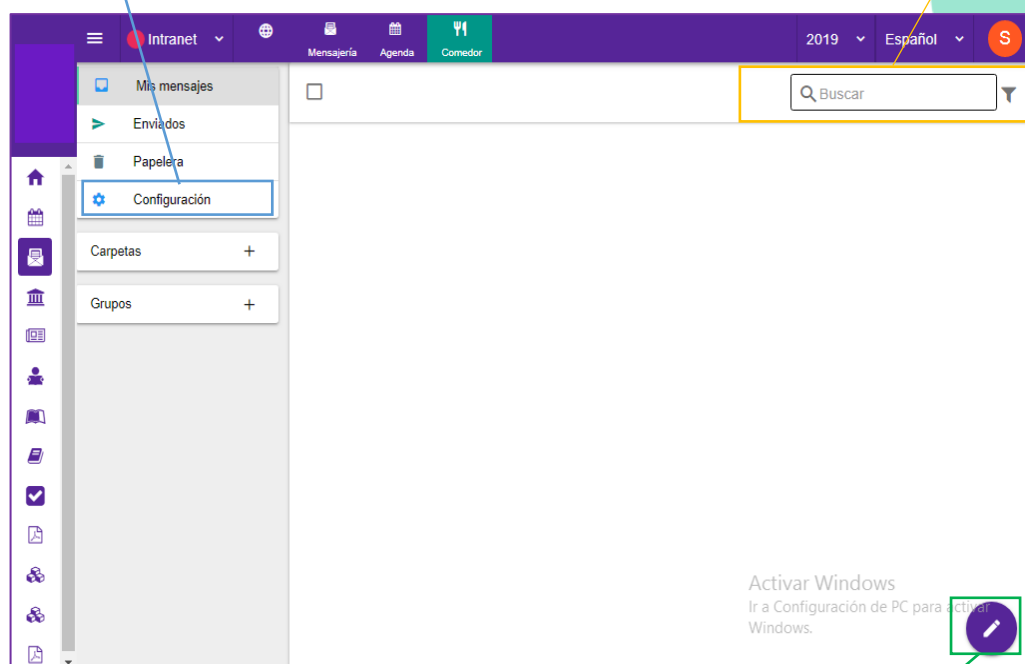 Intranet
Mensajería
Agenda
Comedor
2019
Español
S
Mis mensajes
Buscar
Enviados
Papelera
Configuración
Carpetas +
Grupos +
Activar Windows
Ir a Configuración de PC para activar
Windows.